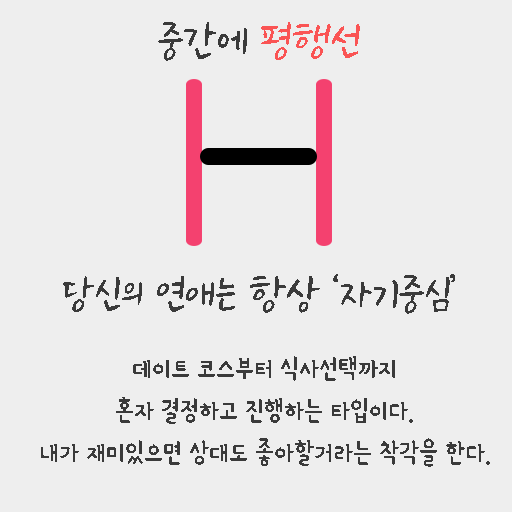 중간에 평행선
당신의 연애는 항상 '자기중심'
데이트 코스부터 식사선택까지
혼자 결정하고 진행하는 타입이다.
내가 재미있으면 상대도 좋아할거라는 착각을 한다.